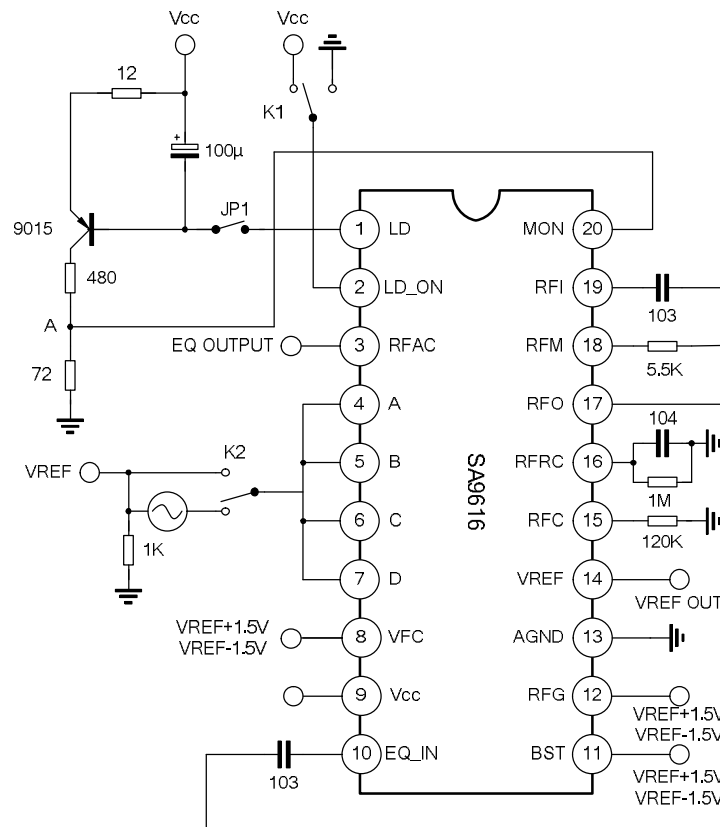 Vcc
Vcc
12
K1
+
100μ
JP1
9015
1
LD
MON
20
480
2
LD_ON
RFI
19
103
A
EQ OUTPUT
3
RFAC
RFM
18
5.5K
72
4
A
RFO
17
104
K2
VREF
5
B
RFRC
16
1M
SA9616
6
C
RFC
15
120K
1K
7
D
VREF
14
VREF OUT
VREF+1.5V
VREF-1.5V
8
VFC
AGND
13
9
Vcc
RFG
12
VREF+1.5V
VREF-1.5V
10
EQ_IN
BST
11
103
VREF+1.5V
VREF-1.5V